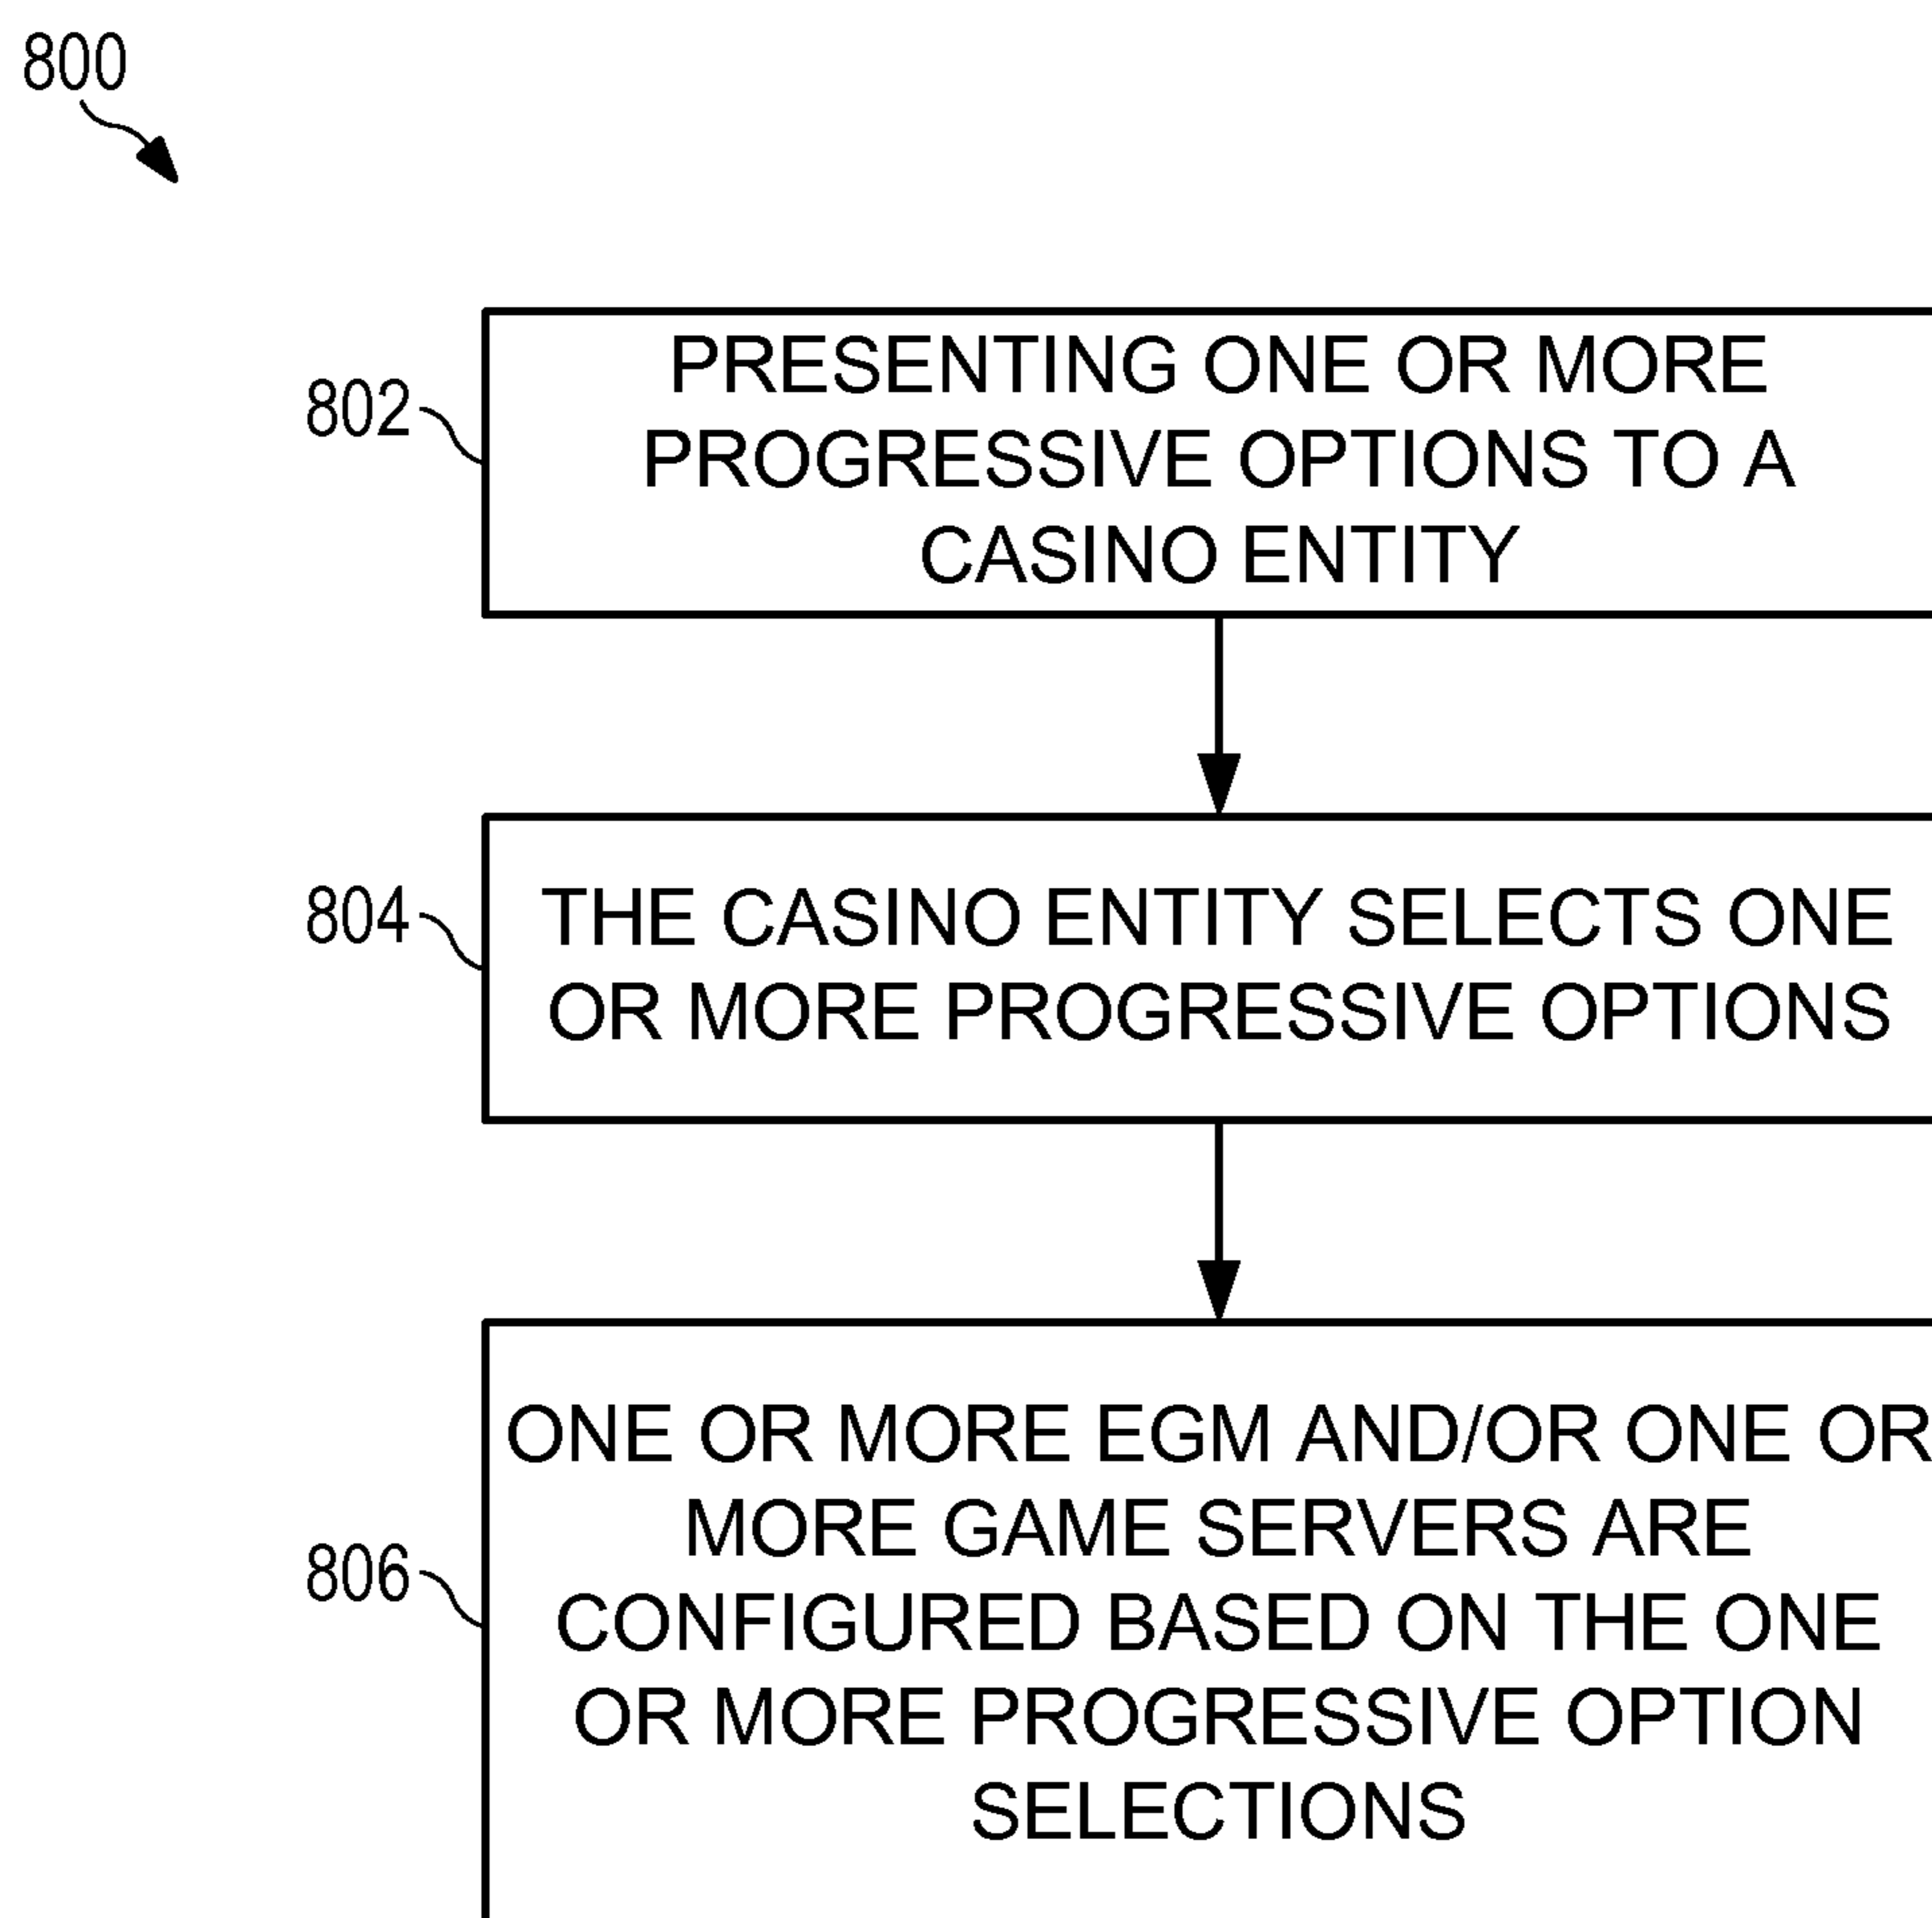 800
802
PRESENTING ONE OR MORE
PROGRESSIVE OPTIONS TO A
CASINO ENTITY
804
THE CASINO ENTITY SELECTS ONE
OR MORE PROGRESSIVE OPTIONS
806
ONE OR MORE EGM AND/OR ONE OR
MORE GAME SERVERS ARE
CONFIGURED BASED ON THE ONE
OR MORE PROGRESSIVE OPTION
SELECTIONS